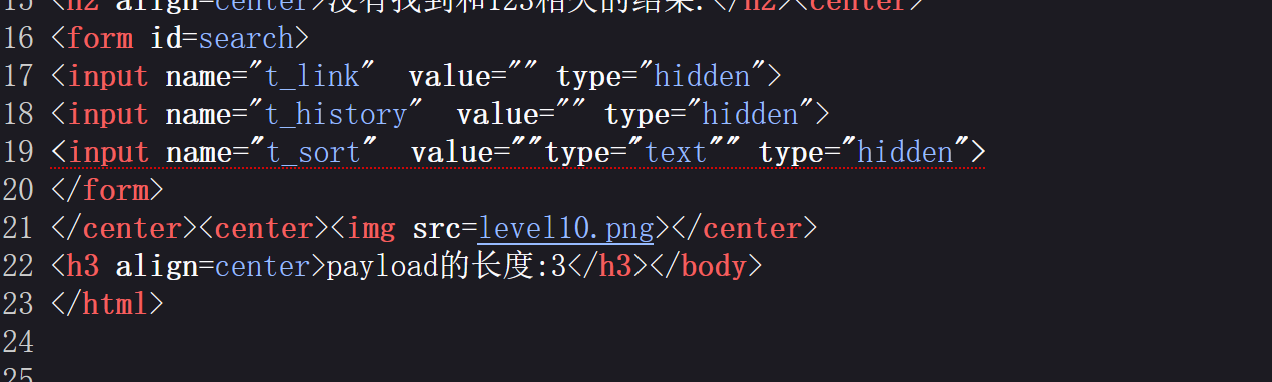 15 <h2 align=center>没有找到和123相关的结果.</h2><center>
16 <form id=search>
17 <input name="t_link"  value="" type="hidden">
18 <input name="t_history"  value="" type="hidden">
19 <input name="t_sort"  value=""type="text"" type="hidden">
20 </form>
21 </center><center><img src=level10.png></center>
22 <h3 align=center>payload的长度:3</h3></body>
23 </html>
24
25